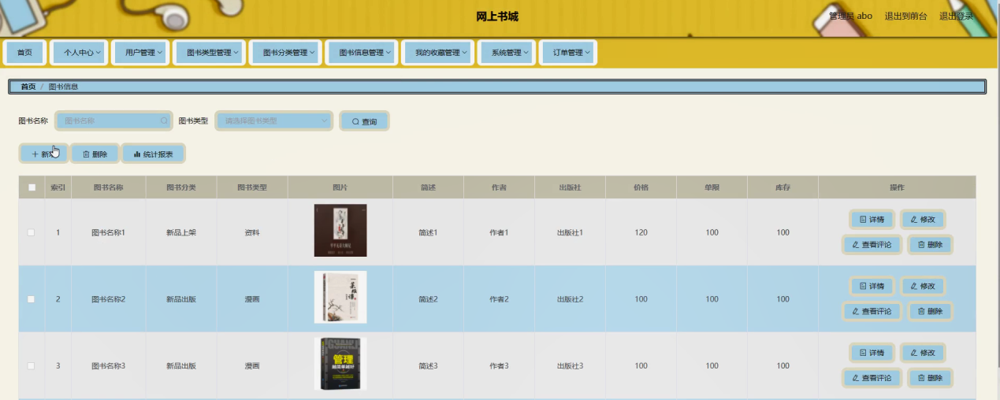 网上书城
管理员 abo 退出到前台 退出登录
首页 个人中心 用户管理 图书类型管理 图书分类管理 图书信息管理 我的收藏管理 系统管理 订单管理
首页 / 图书信息
图书名称 图书名称 图书类型 请选择图书类型 查询
+ 新增 删除 统计报表
索引 图书名称 图书分类 图书类型 图片 简述 作者 出版社 价格 单限 库存 操作
1 图书名称1 新品上架 资料 简述1 作者1 出版社1 120 100 100 详情 修改
查看评论 删除
2 图书名称2 新品出版 漫画 简述2 作者2 出版社2 100 100 100 详情 修改
查看评论 删除
3 图书名称3 新品出版 漫画 管理 简述3 作者3 出版社3 100 100 100 详情 修改
查看评论 删除